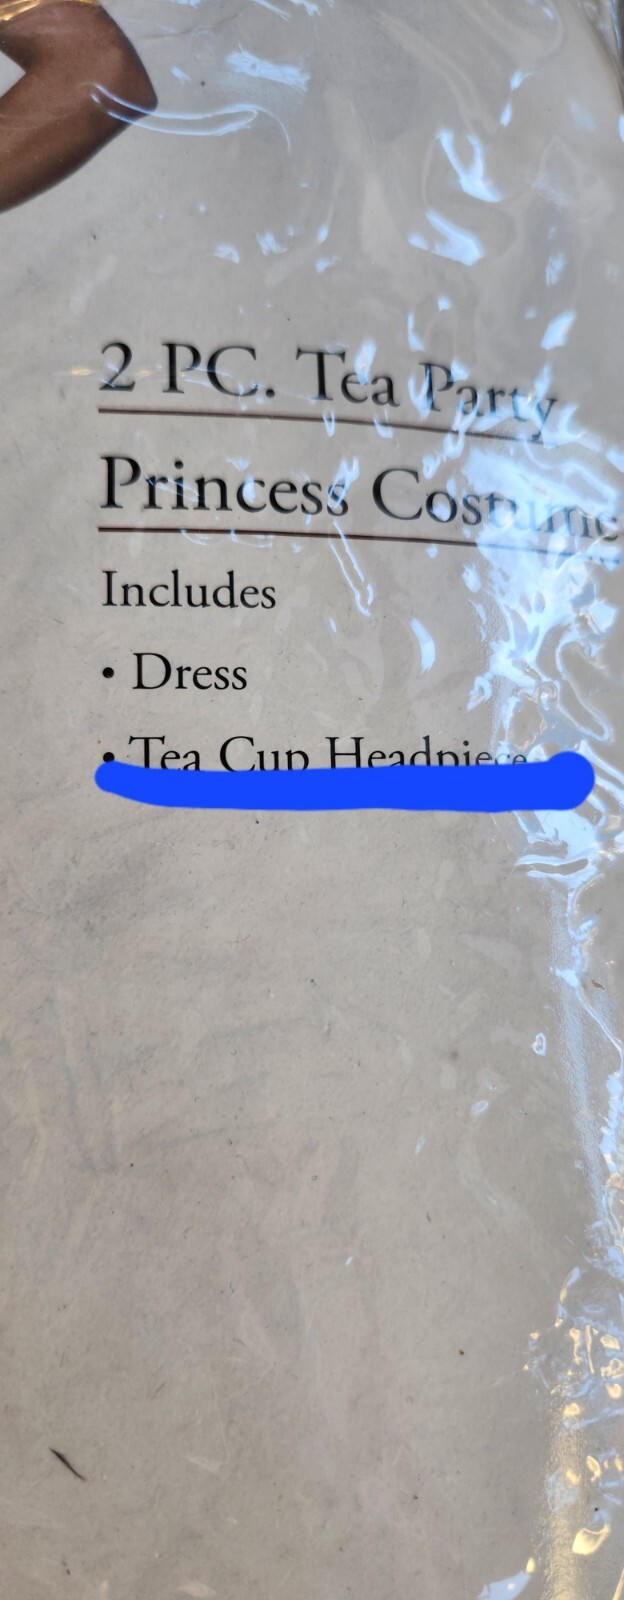 2 PC. Tea Party
Princess Costume
Includes
• Dress
• Tea Cup Headpiece